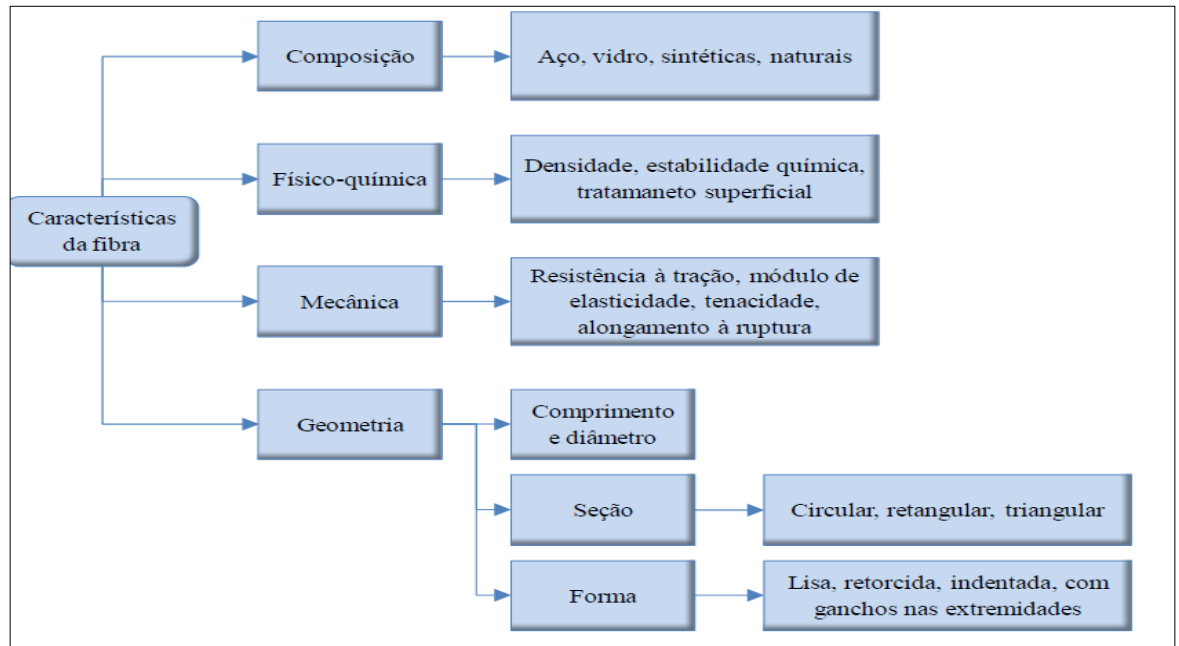 Características
da fibra
Composição
Aço, vidro, sintéticas, naturais
Físico-química
Densidade, estabilidade química,
tratamaneto superficial
Mecânica
Resistência à tração, módulo de
elasticidade, tenacidade,
alongamento à ruptura
Geometria
Comprimento
e diâmetro
Seção
Circular, retangular, triangular
Forma
Lisa, retorcida, indentada, com
ganchos nas extremidades